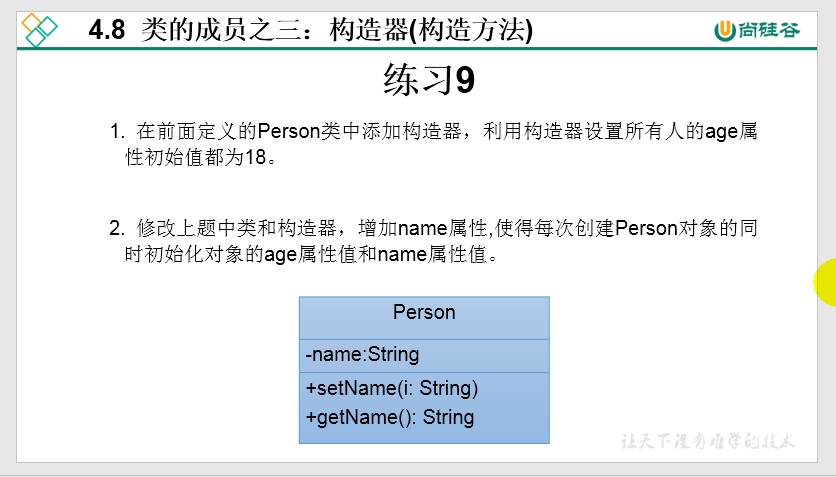 4.8 类的成员之三：构造器(构造方法)
尚硅谷
练习9
1. 在前面定义的Person类中添加构造器，利用构造器设置所有人的age属
性初始值都为18。
2. 修改上题中类和构造器，增加name属性,使得每次创建Person对象的同
时初始化对象的age属性值和name属性值。
Person
-name:String
+setName(i: String)
+getName(): String
让天下没有难学的技术